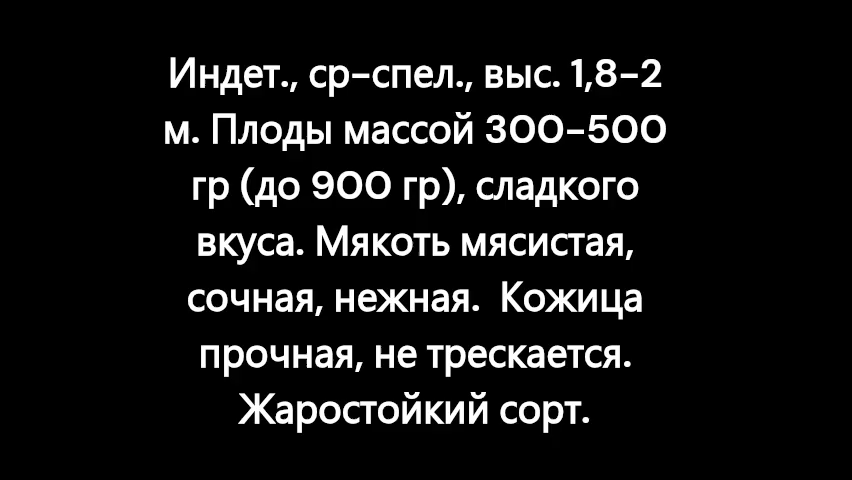 Индет., ср-спел., выс. 1,8-2
м. Плоды массой 300-500
гр (до 900 гр), сладкого
вкуса. Мякоть мясистая,
сочная, нежная.  Кожица
прочная, не трескается.
Жаростойкий сорт.